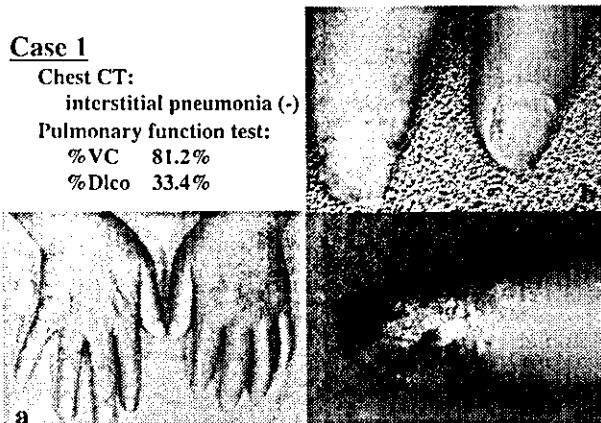 Case 1
Chest CT:
interstitial pneumonia (-)
Pulmonary function test:
%VC 81.2%
%Dlco 33.4%
b
a